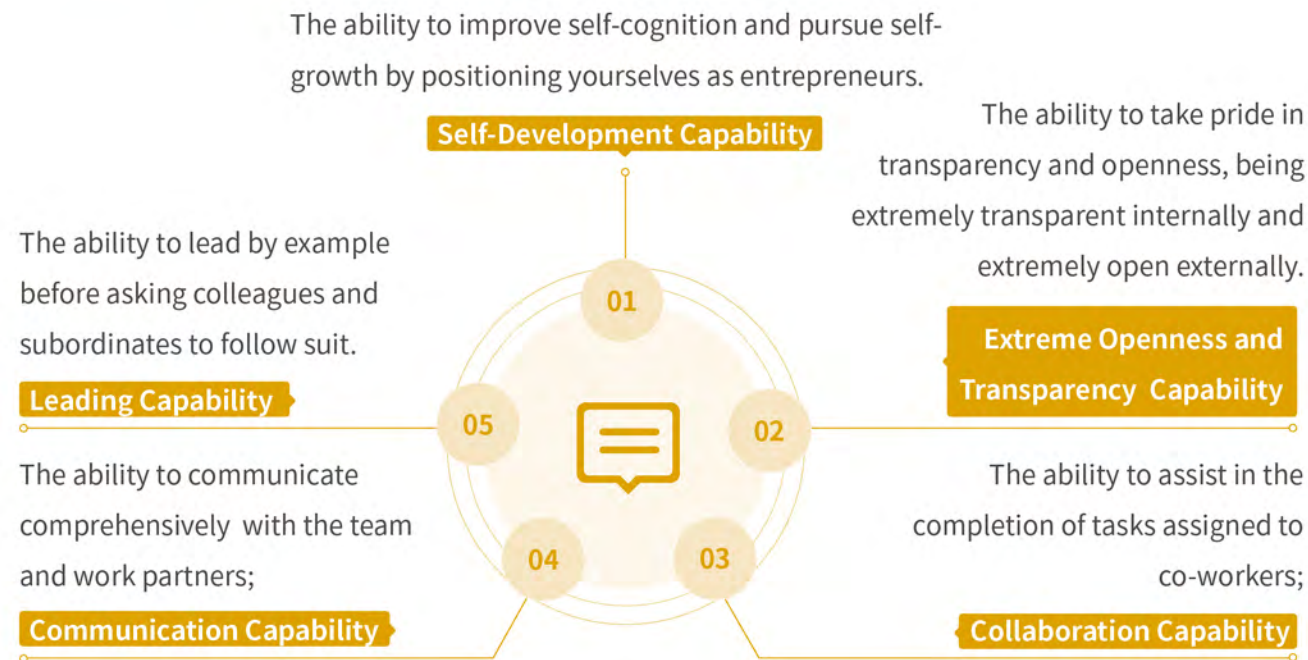 The ability to improve self-cognition and pursue self-
growth by positioning yourselves as entrepreneurs.
Self-Development Capability
01
The ability to take pride in
transparency and openness, being
extremely transparent internally and
extremely open externally.
Extreme Openness and
Transparency Capability
02
The ability to assist in the
completion of tasks assigned to
co-workers;
Collaboration Capability
03
The ability to communicate
comprehensively with the team
and work partners;
Communication Capability
04
The ability to lead by example
before asking colleagues and
subordinates to follow suit.
Leading Capability
05